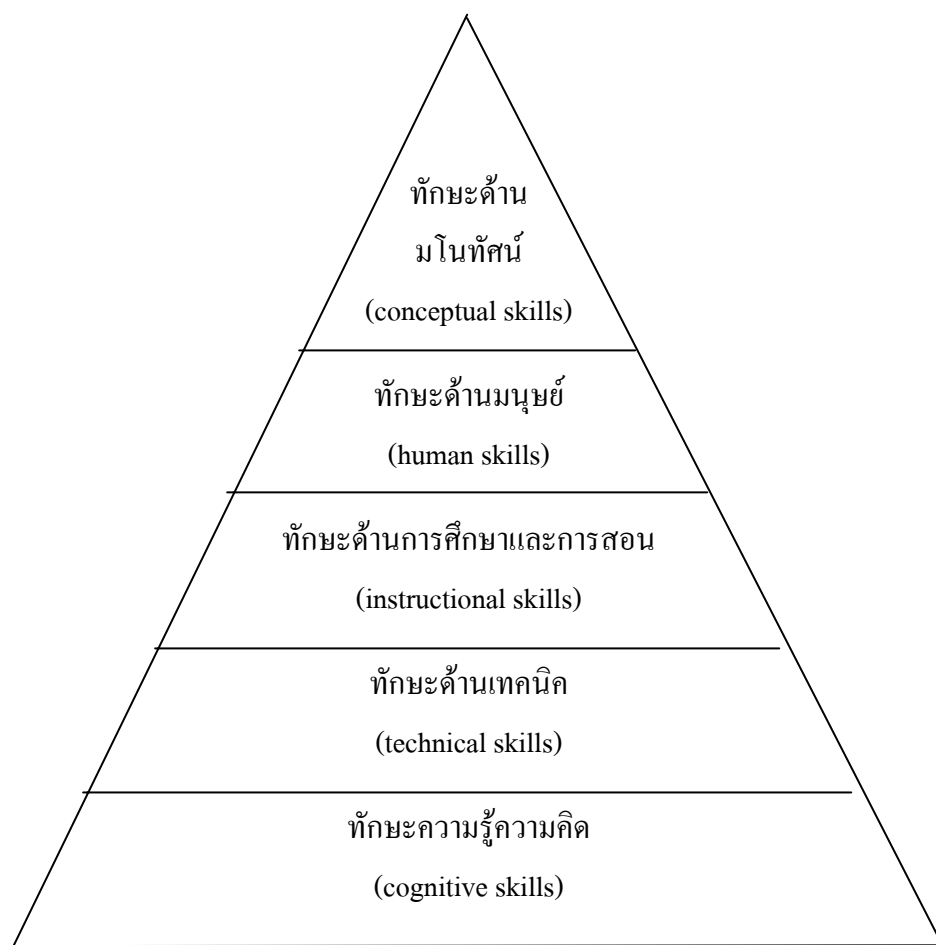 ทักษะด้าน
มโนทัศน์
(conceptual skills)
ทักษะด้านมนุษย์
(human skills)
ทักษะด้านการศึกษาและการสอน
(instructional skills)
ทักษะด้านเทคนิค
(technical skills)
ทักษะความรู้ความคิด
(cognitive skills)